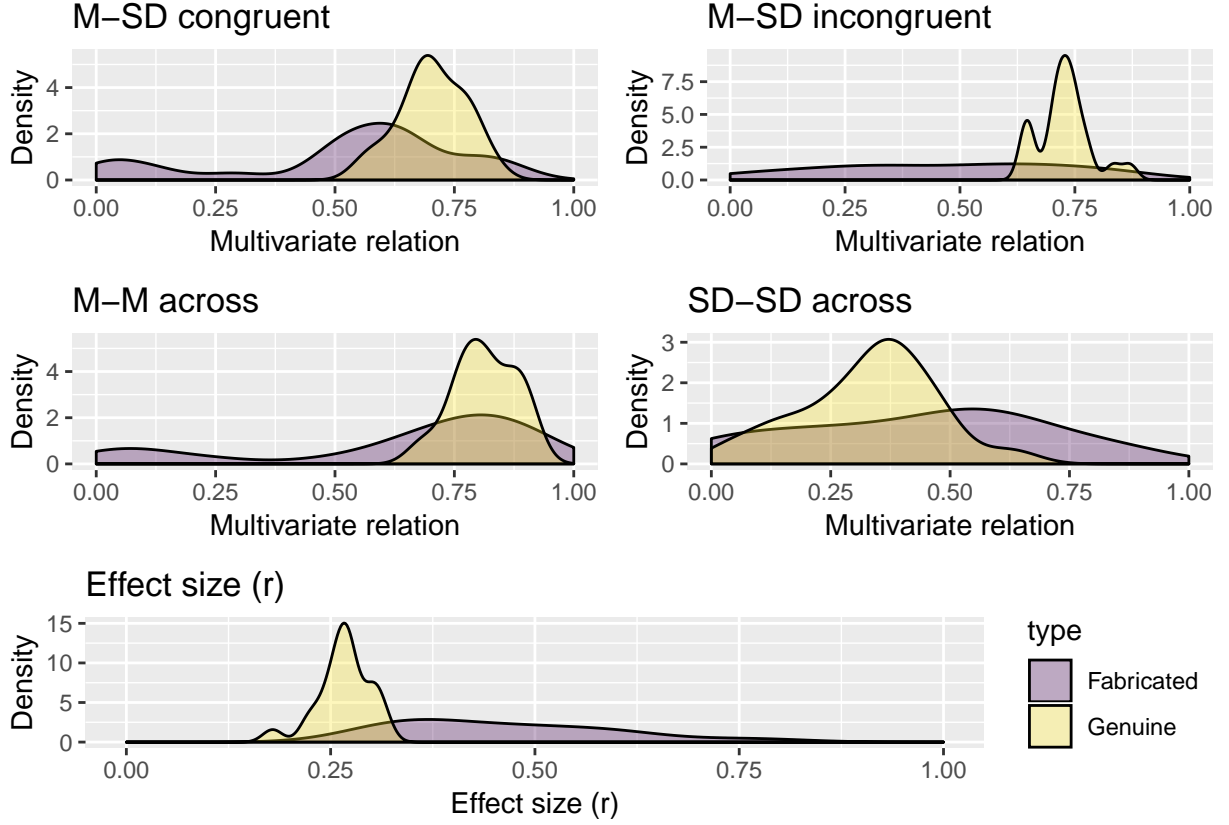 M−SD congruent
Density
4
2
0
0.00 0.25 0.50 0.75 1.00
Multivariate relation
M−SD incongruent
Density
7.5
5.0
2.5
0.0
0.00 0.25 0.50 0.75 1.00
Multivariate relation
M−M across
Density
4
2
0
0.00 0.25 0.50 0.75 1.00
Multivariate relation
SD−SD across
Density
3
2
1
0
0.00 0.25 0.50 0.75 1.00
Multivariate relation
Effect size (r)
Density
15
10
5
0
0.00 0.25 0.50 0.75 1.00
Effect size (r)
type
Fabricated
Genuine